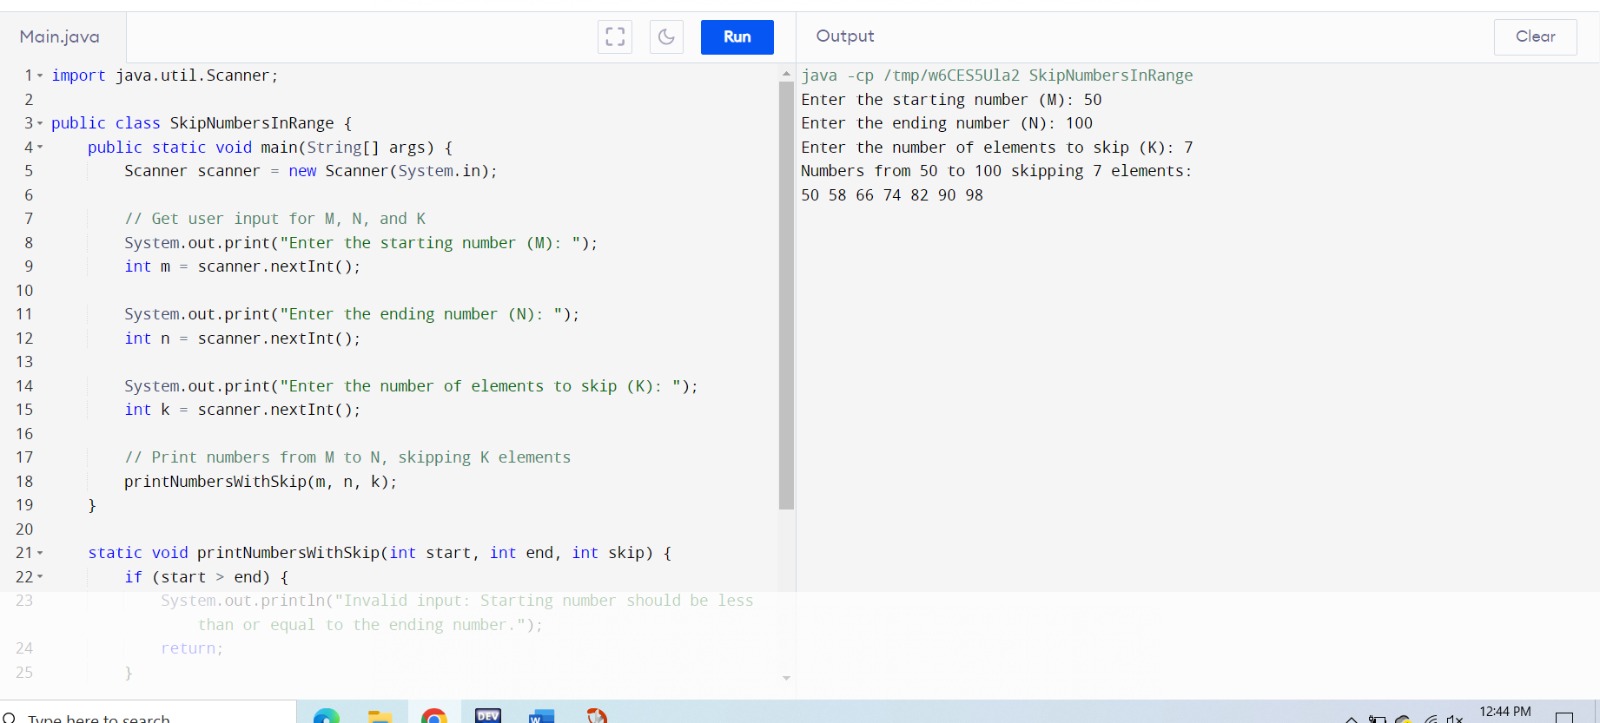 Main.java
Run
Output
Clear
1 import java.util.Scanner;
2
3 public class SkipNumbersInRange {
4 public static void main(String[] args) {
5 Scanner scanner = new Scanner(System.in);
6
7 // Get user input for M, N, and K
8 System.out.print("Enter the starting number (M): ");
9 int m = scanner.nextInt();
10
11 System.out.print("Enter the ending number (N): ");
12 int n = scanner.nextInt();
13
14 System.out.print("Enter the number of elements to skip (K): ");
15 int k = scanner.nextInt();
16
17 // Print numbers from M to N, skipping K elements
18 printNumbersWithSkip(m, n, k);
19 }
20
21 static void printNumbersWithSkip(int start, int end, int skip) {
22 if (start > end) {
23 System.out.println("Invalid input: Starting number should be less
than or equal to the ending number.");
24 return;
25 }
java -cp /tmp/w6CES5Ula2 SkipNumbersInRange
Enter the starting number (M): 50
Enter the ending number (N): 100
Enter the number of elements to skip (K): 7
Numbers from 50 to 100 skipping 7 elements:
50 58 66 74 82 90 98
Type here to search
DEV
W
12:44 PM